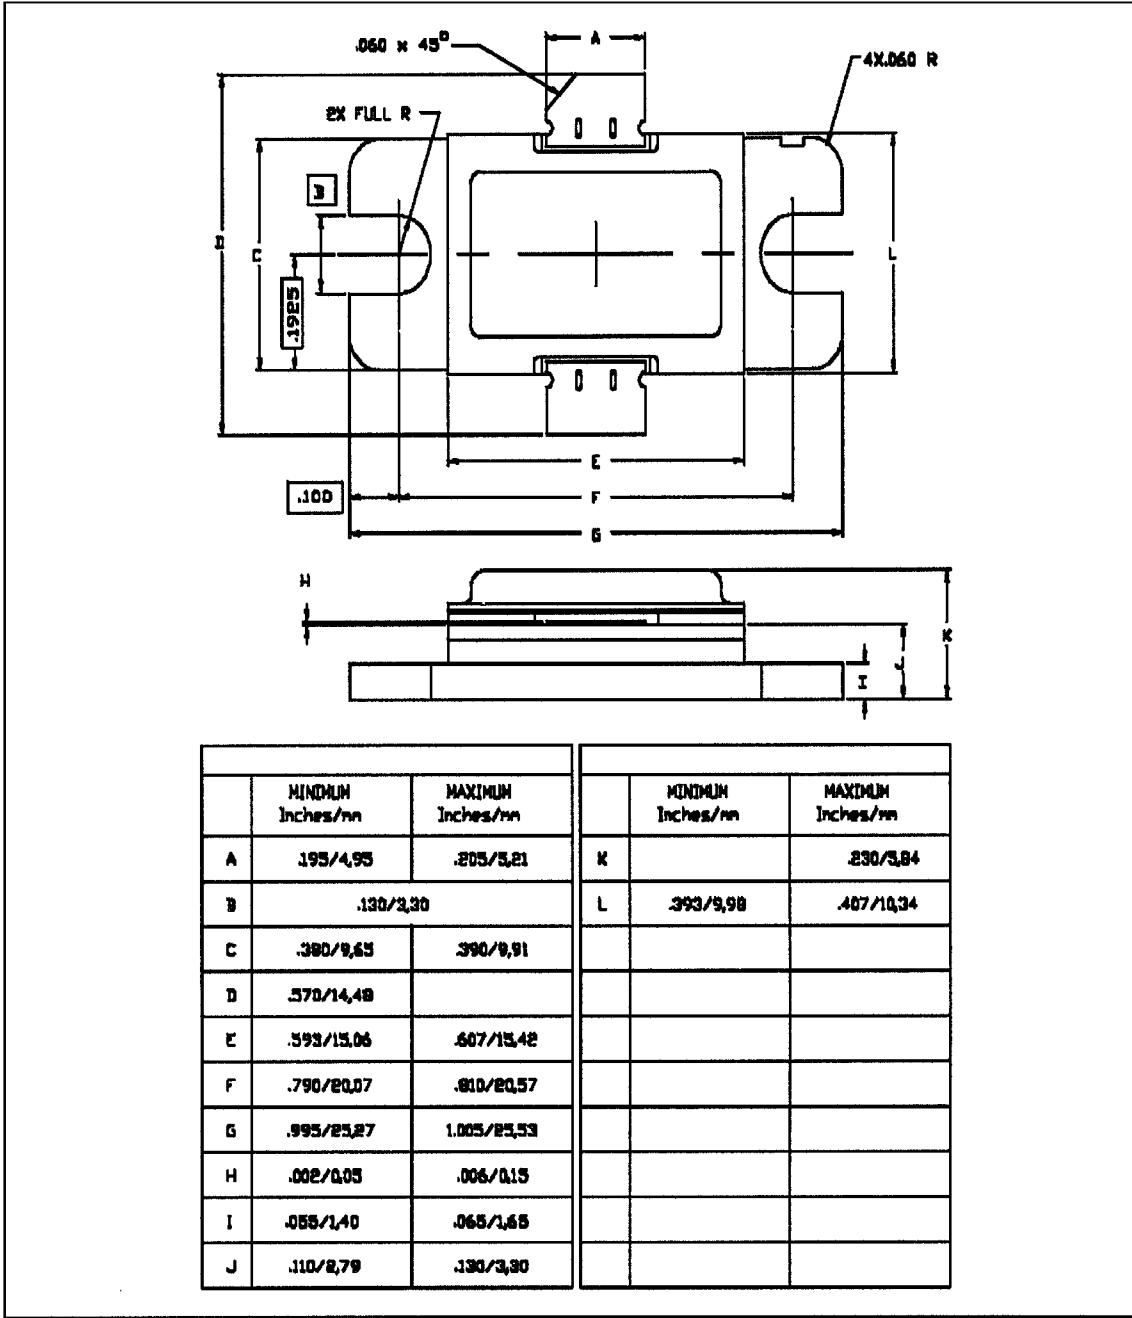 .060 x 45°
A
4X.060 R
2X FULL R
B
D
C
L
.1925
E
.100
F
G
H
K
J
I
MINIMUM
Inches/mm
MAXIMUM
Inches/mm
MINIMUM
Inches/mm
MAXIMUM
Inches/mm
A .195/4,95 .205/5,21 K .230/5,84
B .130/3,30 L .393/9,98 .407/10,34
C .380/9,65 .390/9,91
D .570/14,48
E .593/15,06 .607/15,42
F .790/20,07 .810/20,57
G .995/25,27 1.005/25,53
H .002/0,05 .006/0,15
I .055/1,40 .065/1,65
J .110/2,79 .130/3,30